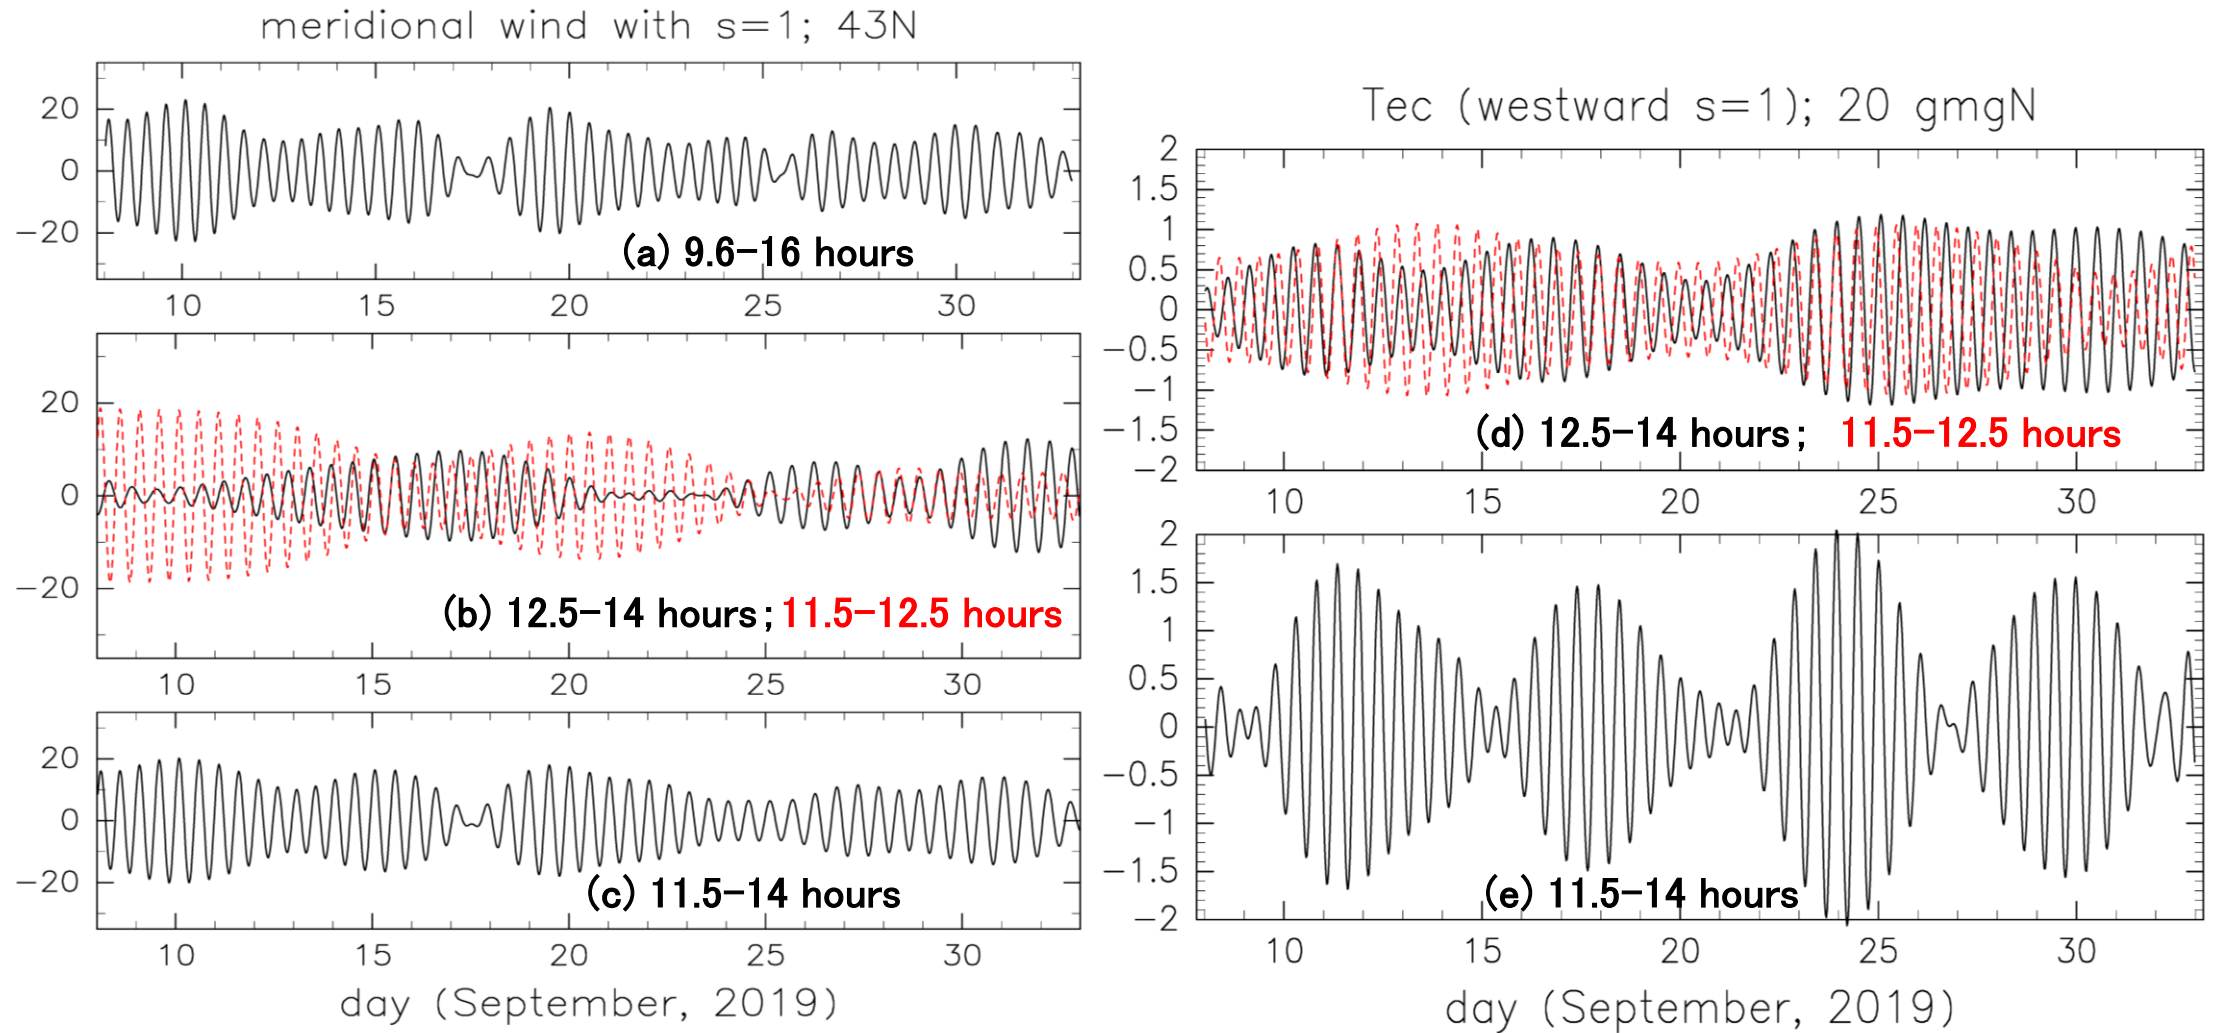 meridional wind with s=1; 43N
20
0
−20
(a) 9.6−16 hours
10 15 20 25 30
20
0
−20
(b) 12.5−14 hours; 11.5−12.5 hours
10 15 20 25 30
20
0
−20
(c) 11.5−14 hours
10 15 20 25 30
day (September, 2019)
Tec (westward s=1); 20 gmgN
2
1.5
1
0.5
0
−0.5
−1
−1.5
−2
(d) 12.5−14 hours; 11.5−12.5 hours
10 15 20 25 30
2
1.5
1
0.5
0
−0.5
−1
−1.5
−2
(e) 11.5−14 hours
10 15 20 25 30
day (September, 2019)